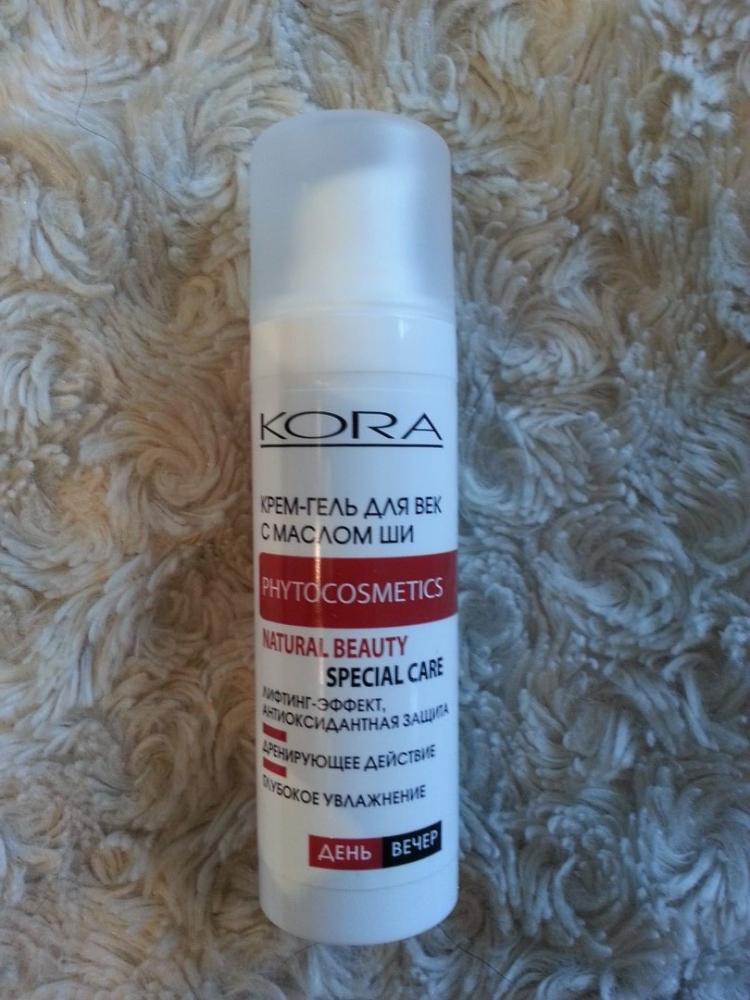 KORA
КРЕМ-ГЕЛЬ ДЛЯ ВЕК
С МАСЛОМ ШИ
PHYTOCOSMETICS
NATURAL BEAUTY
SPECIAL CARE
ЛИФТИНГ-ЭФФЕКТ,
АНТИОКСИДАНТНАЯ ЗАЩИТА
ДРЕНИРУЮЩЕЕ ДЕЙСТВИЕ
ГЛУБОКОЕ УВЛАЖНЕНИЕ
ДЕНЬ ВЕЧЕР